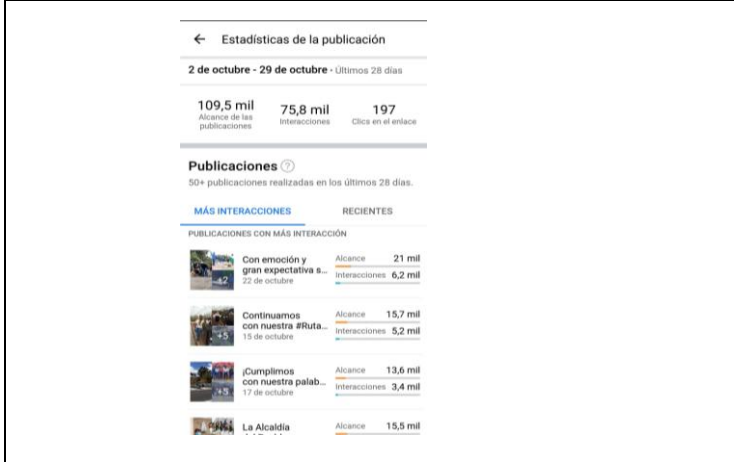 ← Estadísticas de la publicación
2 de octubre - 29 de octubre • Últimos 28 días
109,5 mil
Alcance de las
publicaciones
75,8 mil
Interacciones
197
Clics en el enlace
Publicaciones ?
50+ publicaciones realizadas en los últimos 28 días.
MÁS INTERACCIONES RECIENTES
PUBLICACIONES CON MÁS INTERACCIÓN
+2
Con emoción y
gran expectativa s...
22 de octubre
Alcance 21 mil
Interacciones 6,2 mil
+5
Continuamos
con nuestra #Ruta...
15 de octubre
Alcance 15,7 mil
Interacciones 5,2 mil
+5
¡Cumplimos
con nuestra palab...
17 de octubre
Alcance 13,6 mil
Interacciones 3,4 mil
La Alcaldía
Alcance 15,5 mil